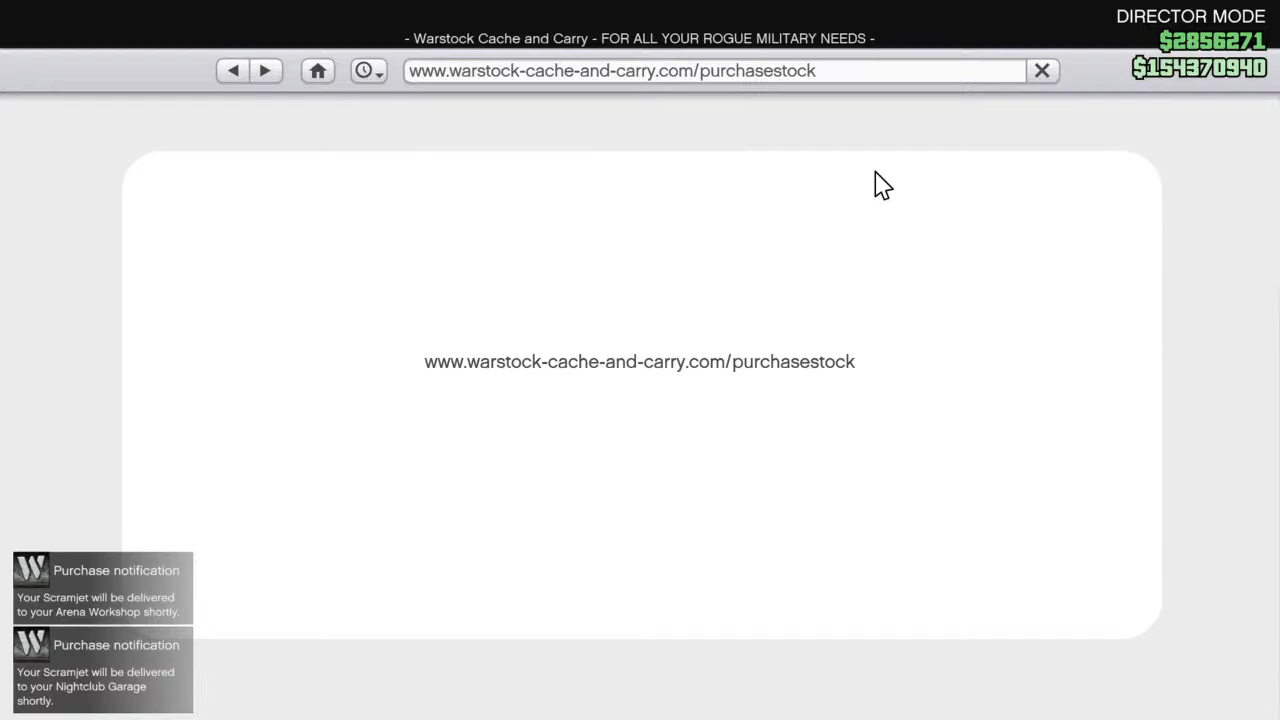 DIRECTOR MODE
- Warstock Cache and Carry - FOR ALL YOUR ROGUE MILITARY NEEDS -
$2856271
$154370940
www.warstock-cache-and-carry.com/purchasestock
www.warstock-cache-and-carry.com/purchasestock
W
Purchase notification
Your Scramjet will be delivered
to your Arena Workshop shortly.
W
Purchase notification
Your Scramjet will be delivered
to your Nightclub Garage
shortly.